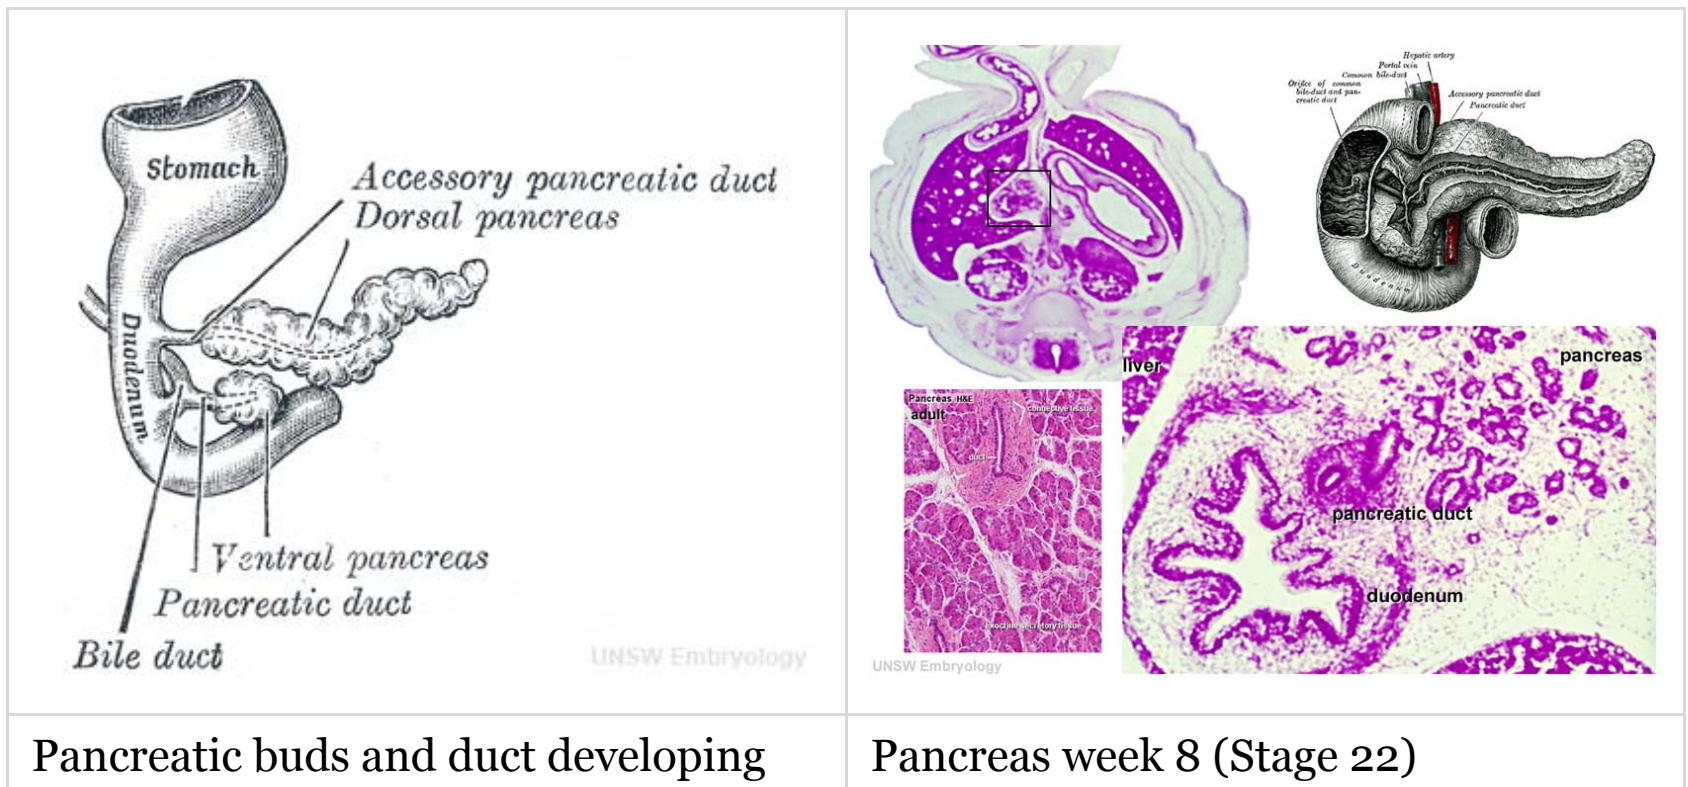 Stomach
Accessory pancreatic duct
Dorsal pancreas
Duodenum
Ventral pancreas
Pancreatic duct
Bile duct
UNSW Embryology
Hepatic artery
Portal vein
Common bile-duct
Orifice of common
bile-duct and pan-
creatic duct
Accessory pancreatic duct
Pancreatic duct
Duodenum
liver
pancreas
Pancreas H&E
adult
connective tissue
duct
pancreatic duct
duodenum
exocrine secretory tissue
UNSW Embryology
Pancreatic buds and duct developing
Pancreas week 8 (Stage 22)